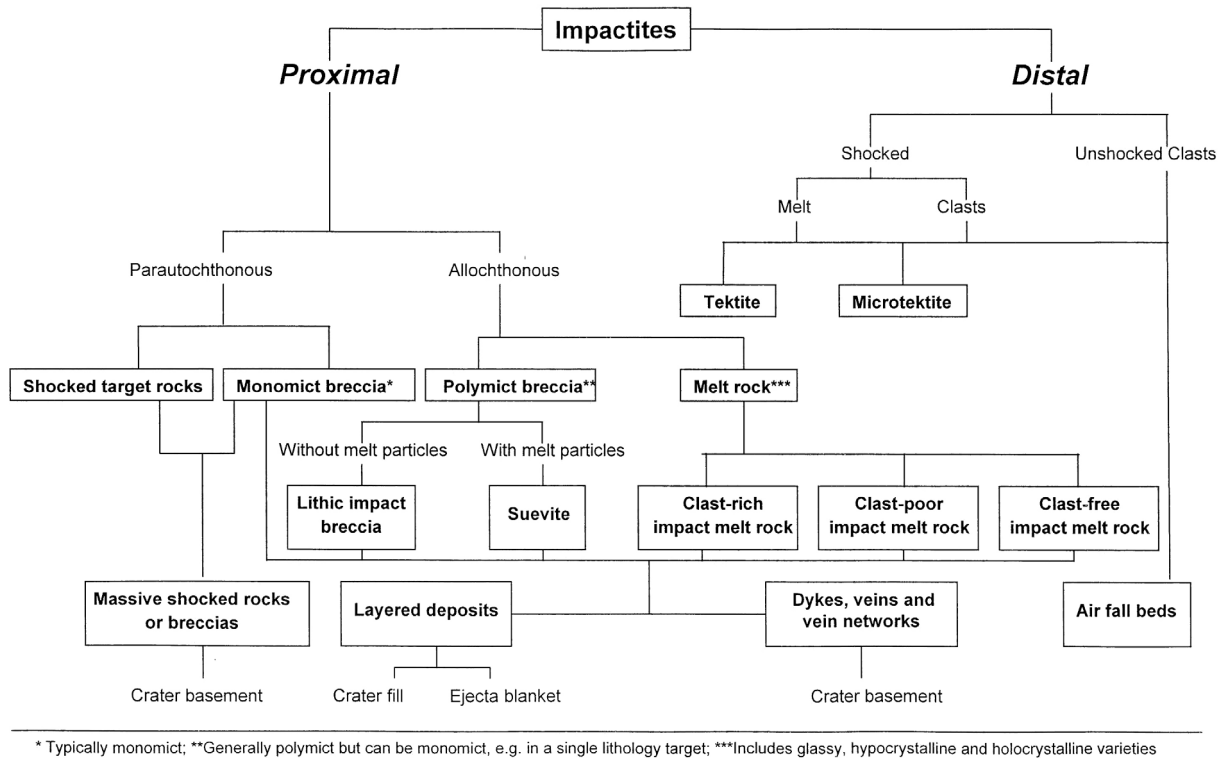 Impactites
Proximal
Distal
Shocked
Unshocked Clasts
Melt
Clasts
Parautochthonous
Allochthonous
Tektite
Microtektite
Shocked target rocks
Monomict breccia*
Polymict breccia**
Melt rock***
Without melt particles
With melt particles
Lithic impact
breccia
Suevite
Clast-rich
impact melt rock
Clast-poor
impact melt rock
Clast-free
impact melt rock
Massive shocked rocks
or breccias
Layered deposits
Dykes, veins and
vein networks
Air fall beds
Crater basement
Crater fill
Ejecta blanket
Crater basement
* Typically monomict; **Generally polymict but can be monomict, e.g. in a single lithology target; ***Includes glassy, hypocrystalline and holocrystalline varieties